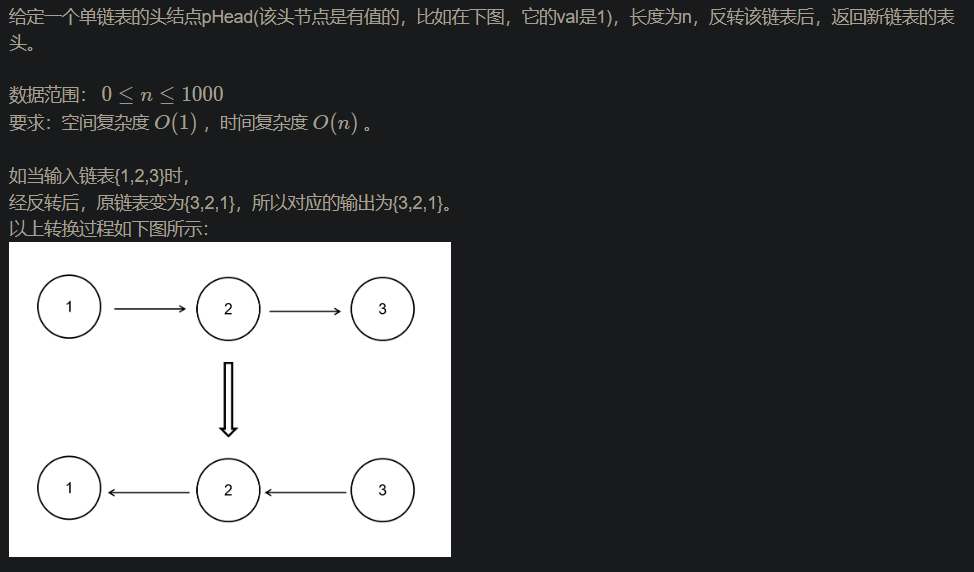 给定一个单链表的头结点pHead(该头节点是有值的，比如在下图，它的val是1)，长度为n，反转该链表后，返回新链表的表
头。
数据范围： 0 ≤ n ≤ 1000
要求：空间复杂度 O(1) ，时间复杂度 O(n) 。
如当输入链表{1,2,3}时，
经反转后，原链表变为{3,2,1}，所以对应的输出为{3,2,1}。
以上转换过程如下图所示：
1 2 3
1 2 3